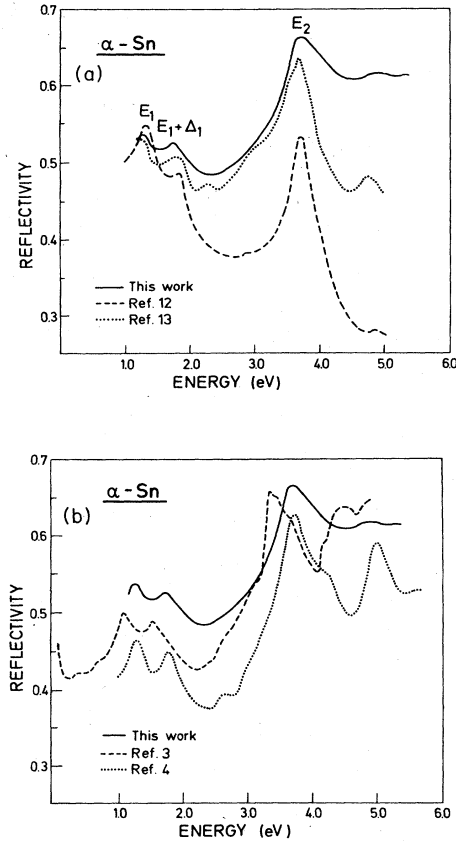 0.7
α-Sn
(a)
E₂
0.6
E₁
E₁+Δ₁
0.5
REFLECTIVITY
0.4
This work
Ref. 12
Ref. 13
0.3
1.0 2.0 3.0 4.0 5.0 6.0
ENERGY (eV)
0.7
α-Sn
(b)
0.6
0.5
REFLECTIVITY
0.4
This work
Ref. 3
Ref. 4
0.3
1.0 2.0 3.0 4.0 5.0 6.0
ENERGY (eV)